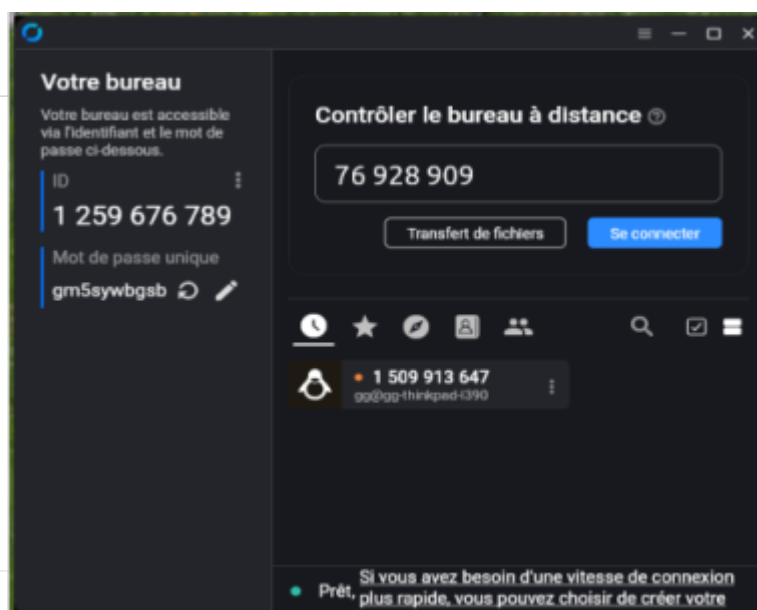 Votre bureau
Votre bureau est accessible
via l'identifiant et le mot de
passe ci-dessous.
ID
1 259 676 789
Mot de passe unique
gm5sywbgsb
Contrôler le bureau à distance
76 928 909
Transfert de fichiers
Se connecter
1 509 913 647
gg@gg-thinkpad-l390
Prêt, Si vous avez besoin d'une vitesse de connexion
plus rapide, vous pouvez choisir de créer votre